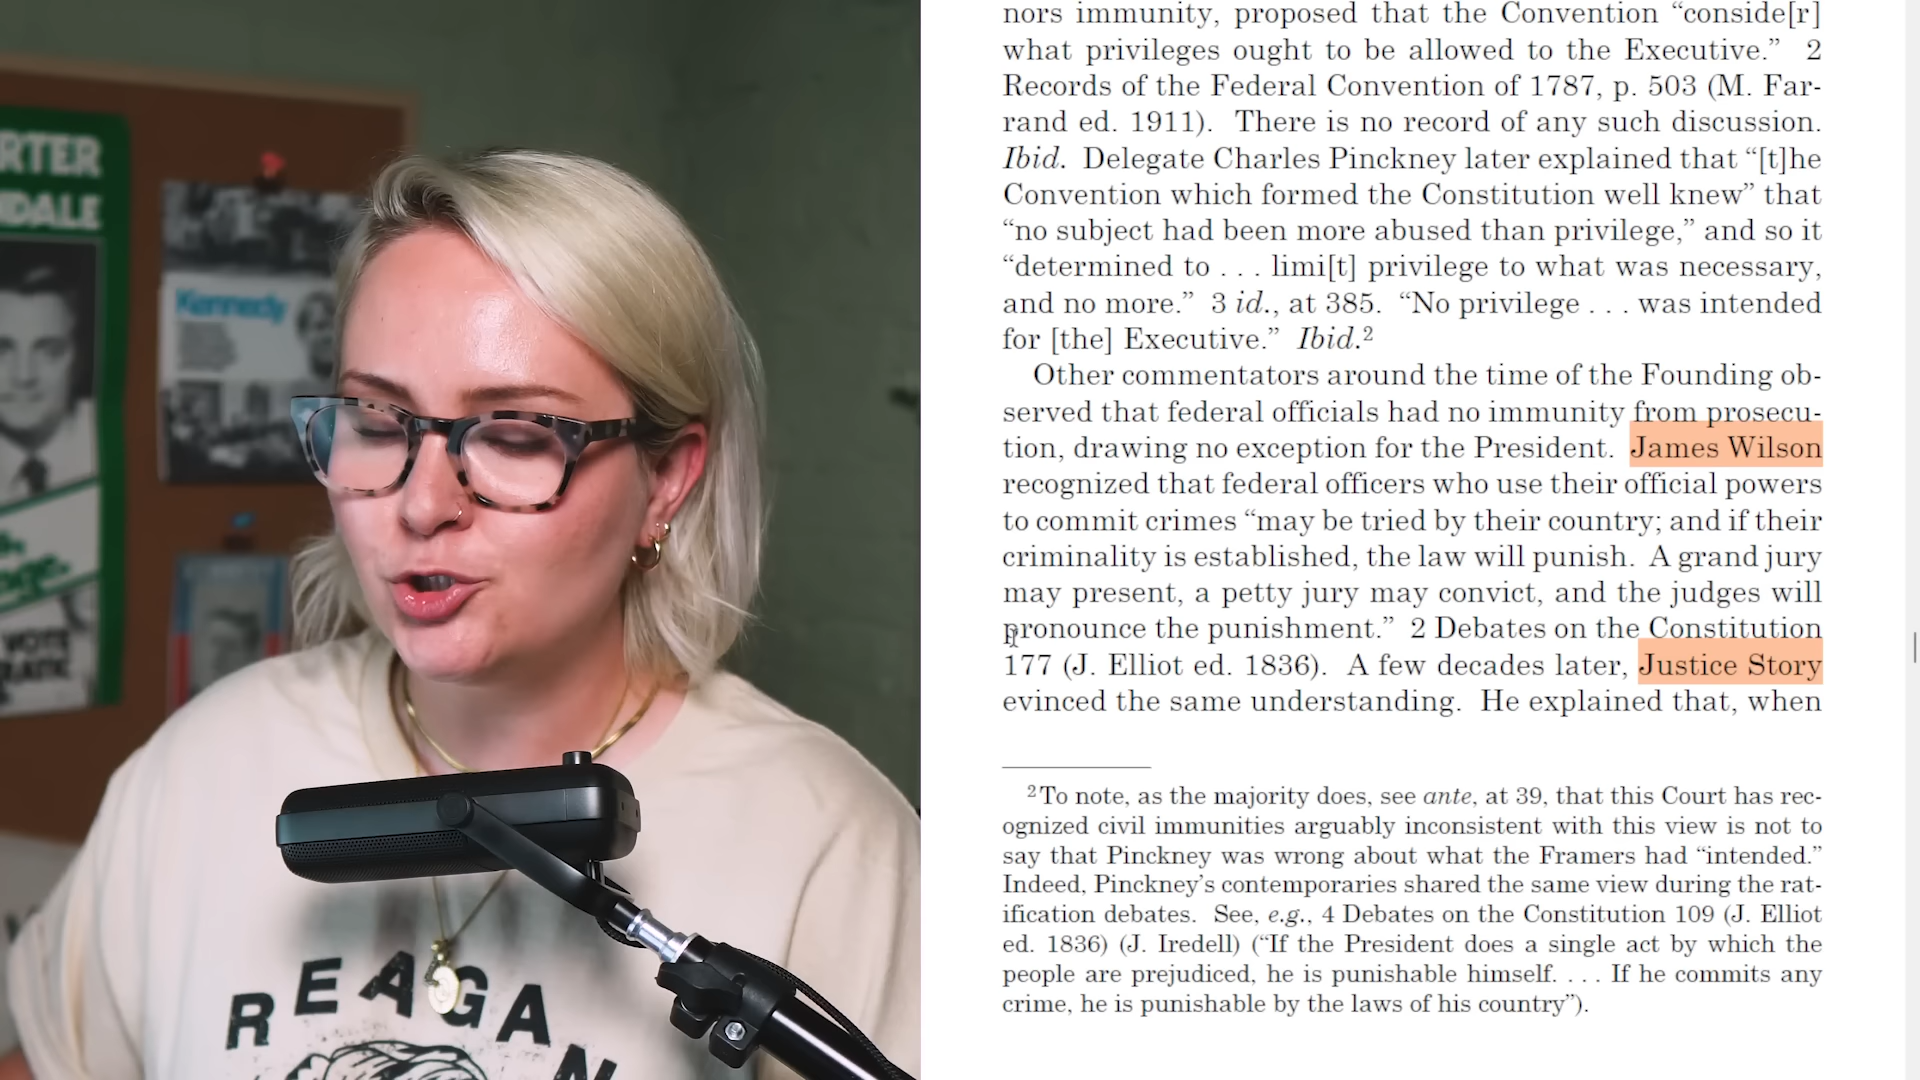 RTER
DALE
Kennedy
VOTE
REAGAN
nors immunity, proposed that the Convention “conside[r]
what privileges ought to be allowed to the Executive.” 2
Records of the Federal Convention of 1787, p. 503 (M. Far-
rand ed. 1911). There is no record of any such discussion.
Ibid. Delegate Charles Pinckney later explained that “[t]he
Convention which formed the Constitution well knew” that
“no subject had been more abused than privilege,” and so it
“determined to . . . limi[t] privilege to what was necessary,
and no more.” 3 id., at 385. “No privilege . . . was intended
for [the] Executive.” Ibid.2
Other commentators around the time of the Founding ob-
served that federal officials had no immunity from prosecu-
tion, drawing no exception for the President. James Wilson
recognized that federal officers who use their official powers
to commit crimes “may be tried by their country; and if their
criminality is established, the law will punish. A grand jury
may present, a petty jury may convict, and the judges will
pronounce the punishment.” 2 Debates on the Constitution
177 (J. Elliot ed. 1836). A few decades later, Justice Story
evinced the same understanding. He explained that, when
2 To note, as the majority does, see ante, at 39, that this Court has rec-
ognized civil immunities arguably inconsistent with this view is not to
say that Pinckney was wrong about what the Framers had “intended.”
Indeed, Pinckney’s contemporaries shared the same view during the rat-
ification debates. See, e.g., 4 Debates on the Constitution 109 (J. Elliot
ed. 1836) (J. Iredell) (“If the President does a single act by which the
people are prejudiced, he is punishable himself. . . . If he commits any
crime, he is punishable by the laws of his country”).